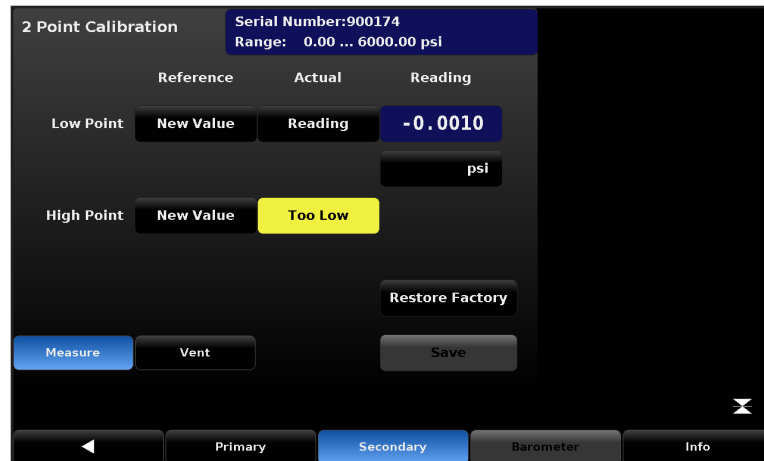 2 Point Calibration
Serial Number:900174
Range: 0.00 ... 6000.00 psi
Reference Actual Reading
Low Point New Value Reading -0.0010
psi
High Point New Value Too Low
Restore Factory
Measure Vent Save
Primary Secondary Barometer Info